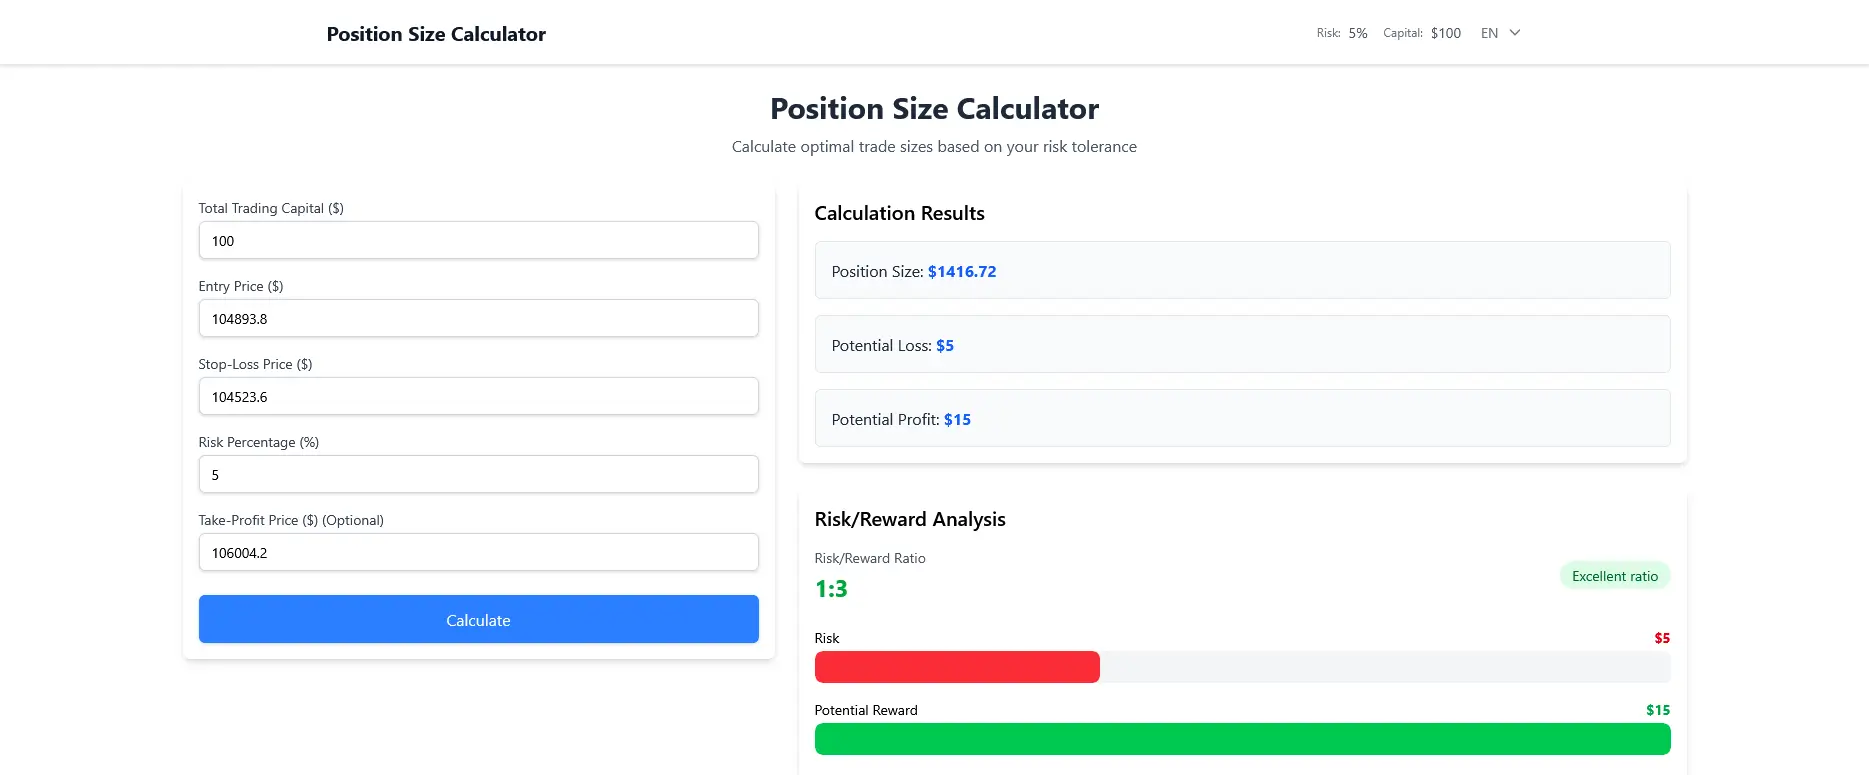 Position Size Calculator
Risk: 5% Capital: $100 EN
Position Size Calculator
Calculate optimal trade sizes based on your risk tolerance
Total Trading Capital ($)
100
Entry Price ($)
104893.8
Stop-Loss Price ($)
104523.6
Risk Percentage (%)
5
Take-Profit Price ($) (Optional)
106004.2
Calculate
Calculation Results
Position Size: $1416.72
Potential Loss: $5
Potential Profit: $15
Risk/Reward Analysis
Risk/Reward Ratio
1:3
Excellent ratio
Risk $5
Potential Reward $15